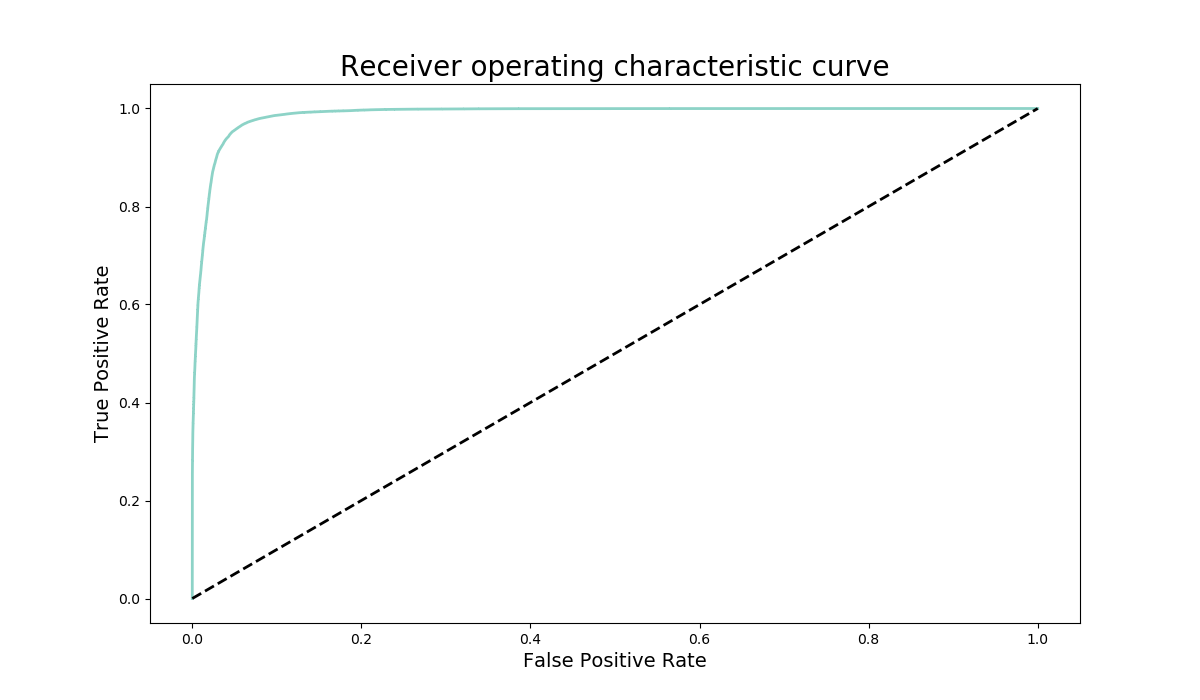 Receiver operating characteristic curve
1.0
0.8
0.6
0.4
0.2
0.0
True Positive Rate
0.0 0.2 0.4 0.6 0.8 1.0
False Positive Rate